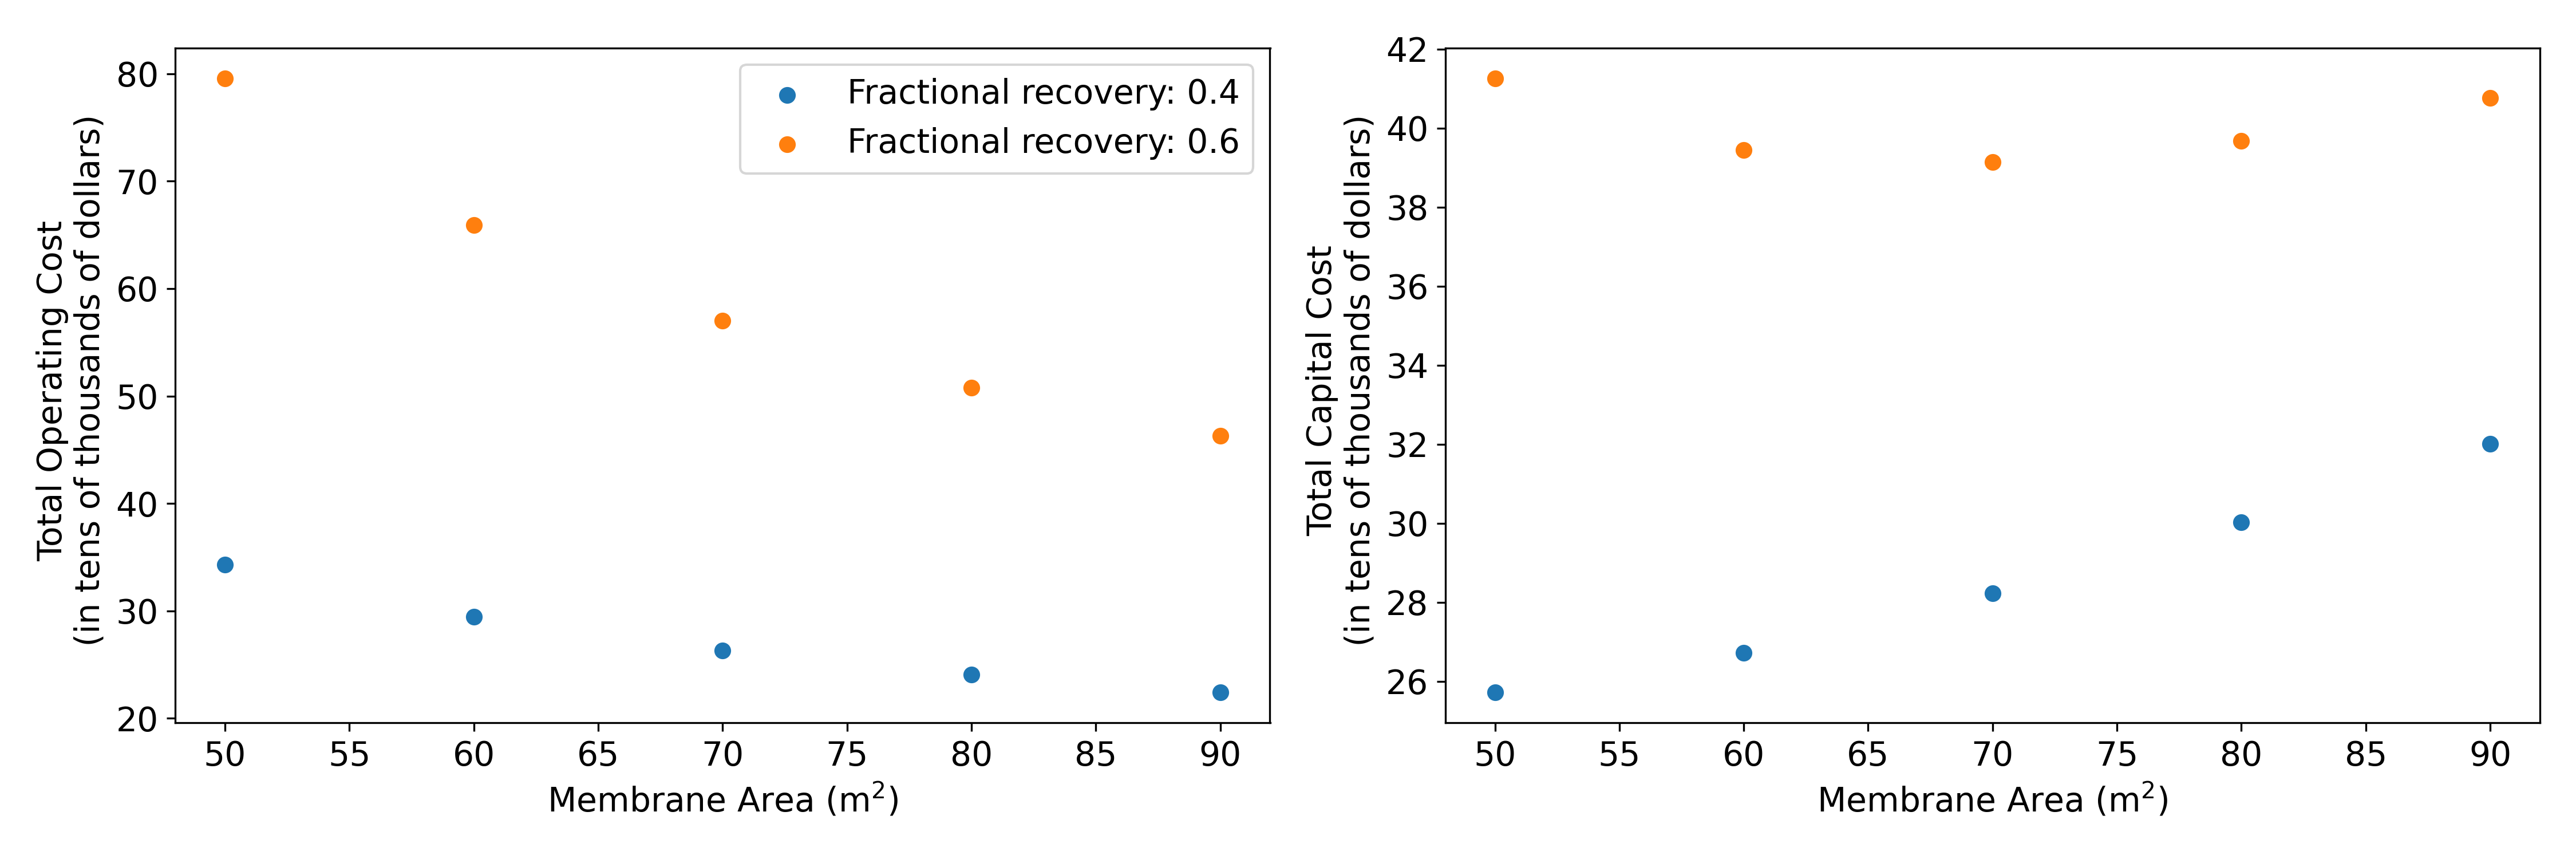 Total Operating Cost
(in tens of thousands of dollars)
80
70
60
50
40
30
20
Fractional recovery: 0.4
Fractional recovery: 0.6
50 55 60 65 70 75 80 85 90
Membrane Area (m²)
Total Capital Cost
(in tens of thousands of dollars)
42
40
38
36
34
32
30
28
26
50 55 60 65 70 75 80 85 90
Membrane Area (m²)